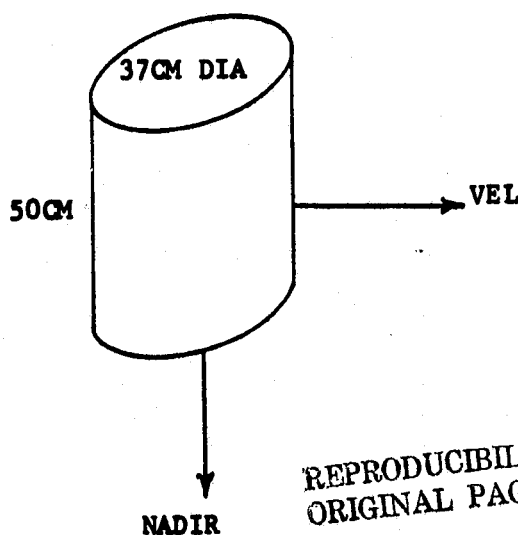 37CM DIA
50CM
VEL
NADIR
REPRODUCIBIL
ORIGINAL PAG